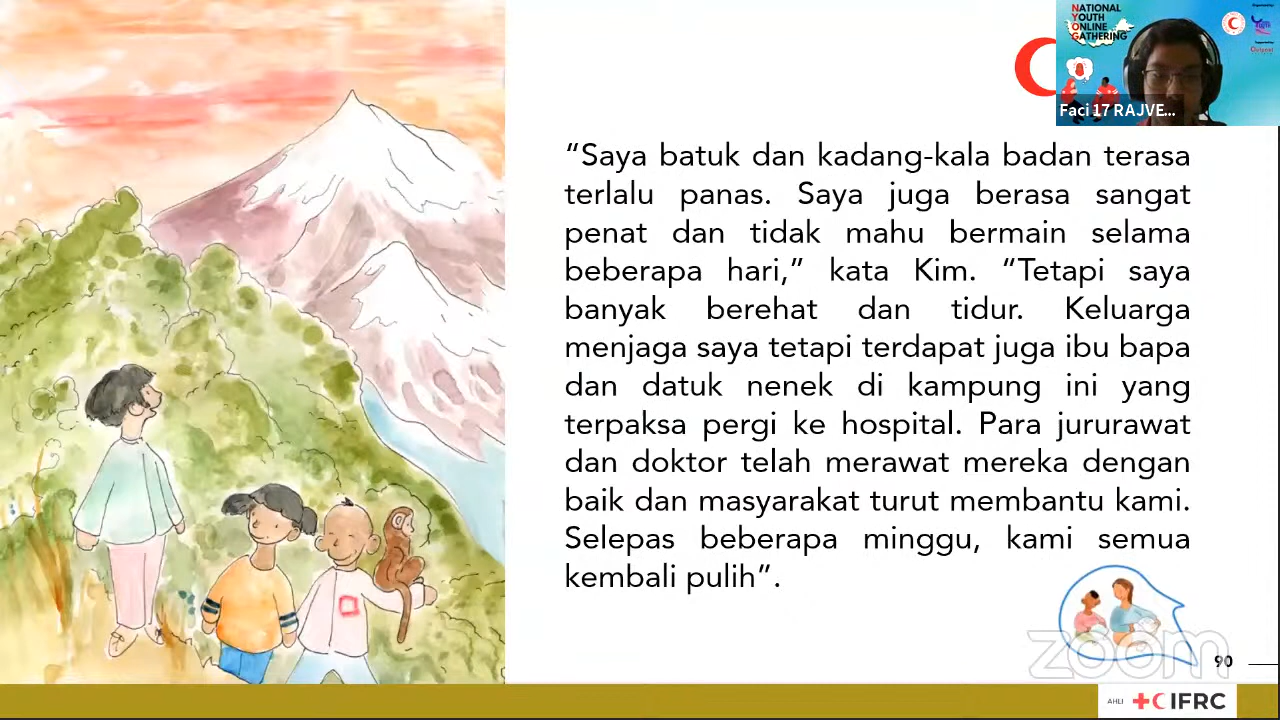 NATIONAL
YOUTH
ONLINE
GATHERING
Faci 17 RAJVE...
“Saya batuk dan kadang-kala badan terasa
terlalu panas. Saya juga berasa sangat
penat dan tidak mahu bermain selama
beberapa hari,” kata Kim. “Tetapi saya
banyak berehat dan tidur. Keluarga
menjaga saya tetapi terdapat juga ibu bapa
dan datuk nenek di kampung ini yang
terpaksa pergi ke hospital. Para jururawat
dan doktor telah merawat mereka dengan
baik dan masyarakat turut membantu kami.
Selepas beberapa minggu, kami semua
kembali pulih”.
zoom
90
AHLI IFRC